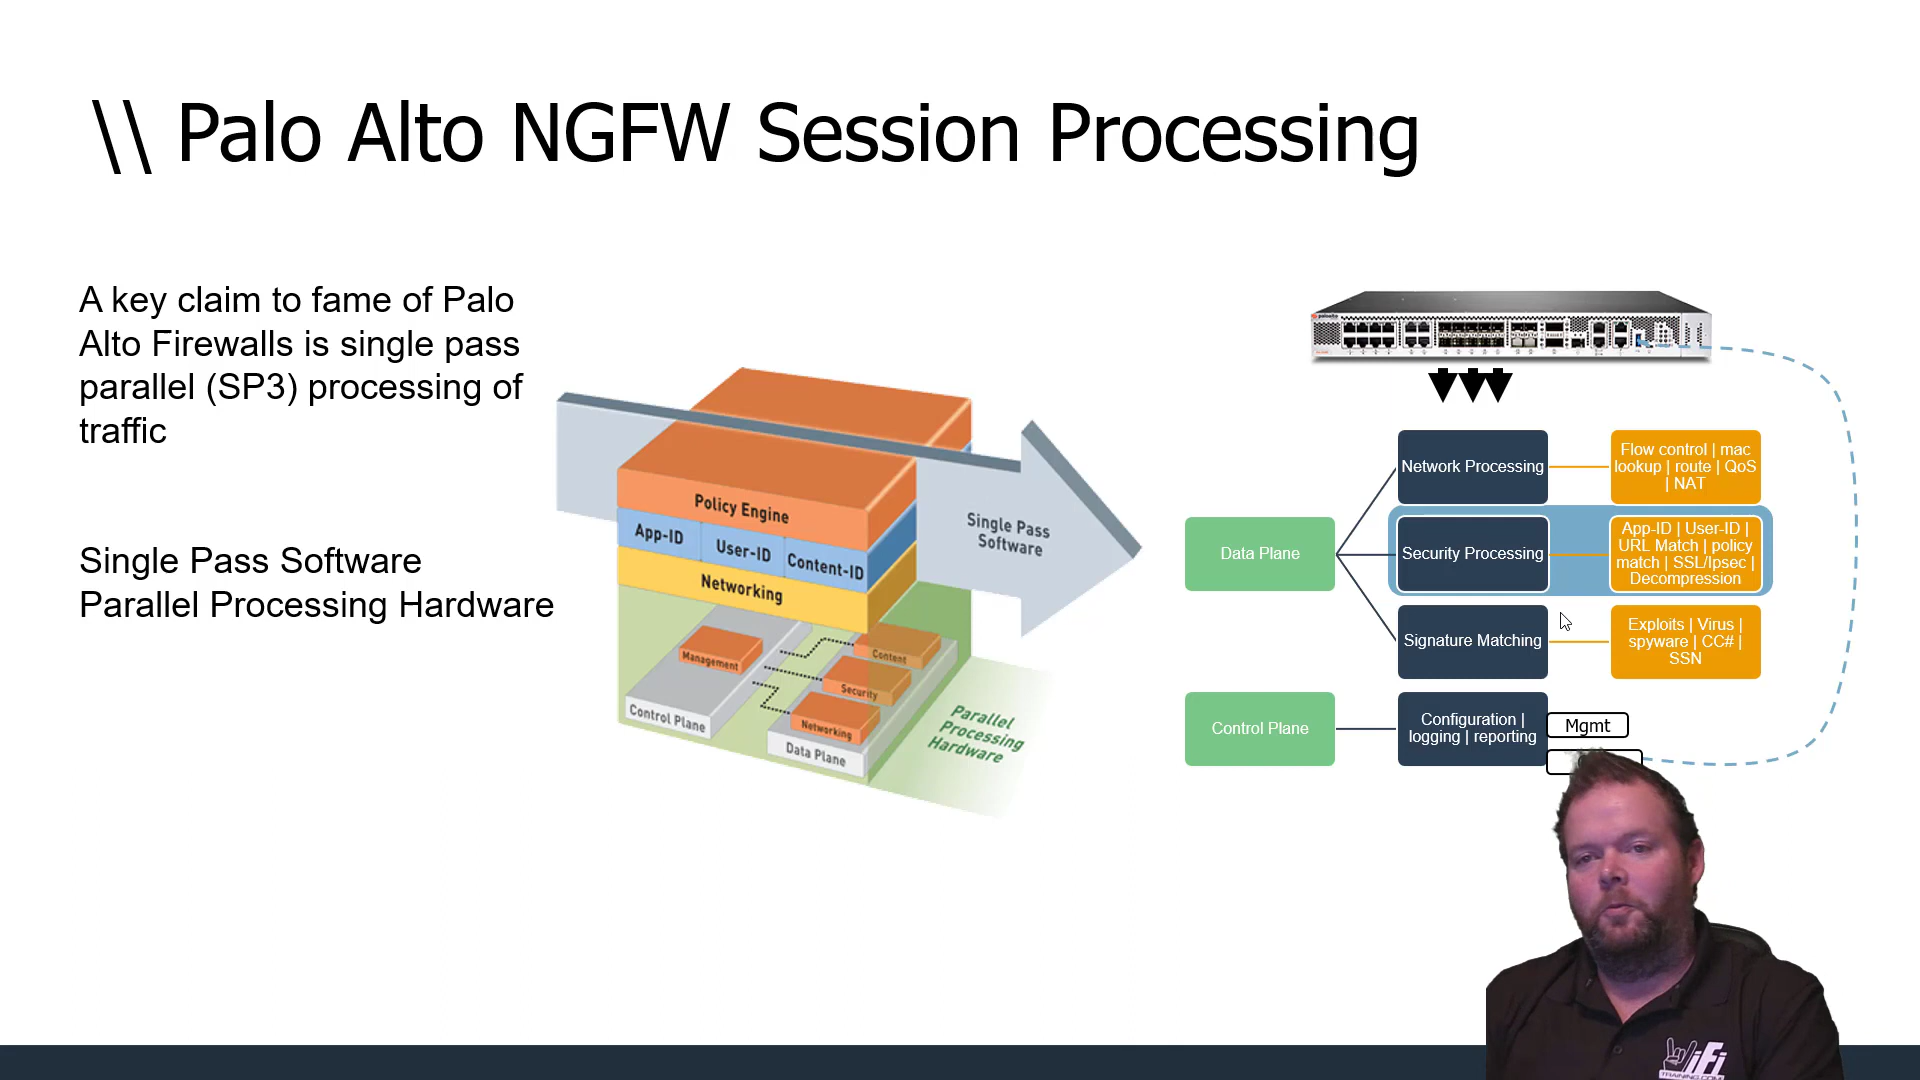 \\ Palo Alto NGFW Session Processing
A key claim to fame of Palo
Alto Firewalls is single pass
parallel (SP3) processing of
traffic
Single Pass Software
Parallel Processing Hardware
Policy Engine
App-ID
User-ID
Content-ID
Networking
Single Pass
Software
Management
Control Plane
Content
Security
Networking
Data Plane
Parallel
Processing
Hardware
paloalto
Data Plane
Network Processing
Flow control | mac
lookup | route | QoS
| NAT
Security Processing
App-ID | User-ID |
URL Match | policy
match | SSL/Ipsec |
Decompression
Signature Matching
Exploits | Virus |
spyware | CC# |
SSN
Control Plane
Configuration |
logging | reporting
Mgmt
WiFi
TRAINING.COM